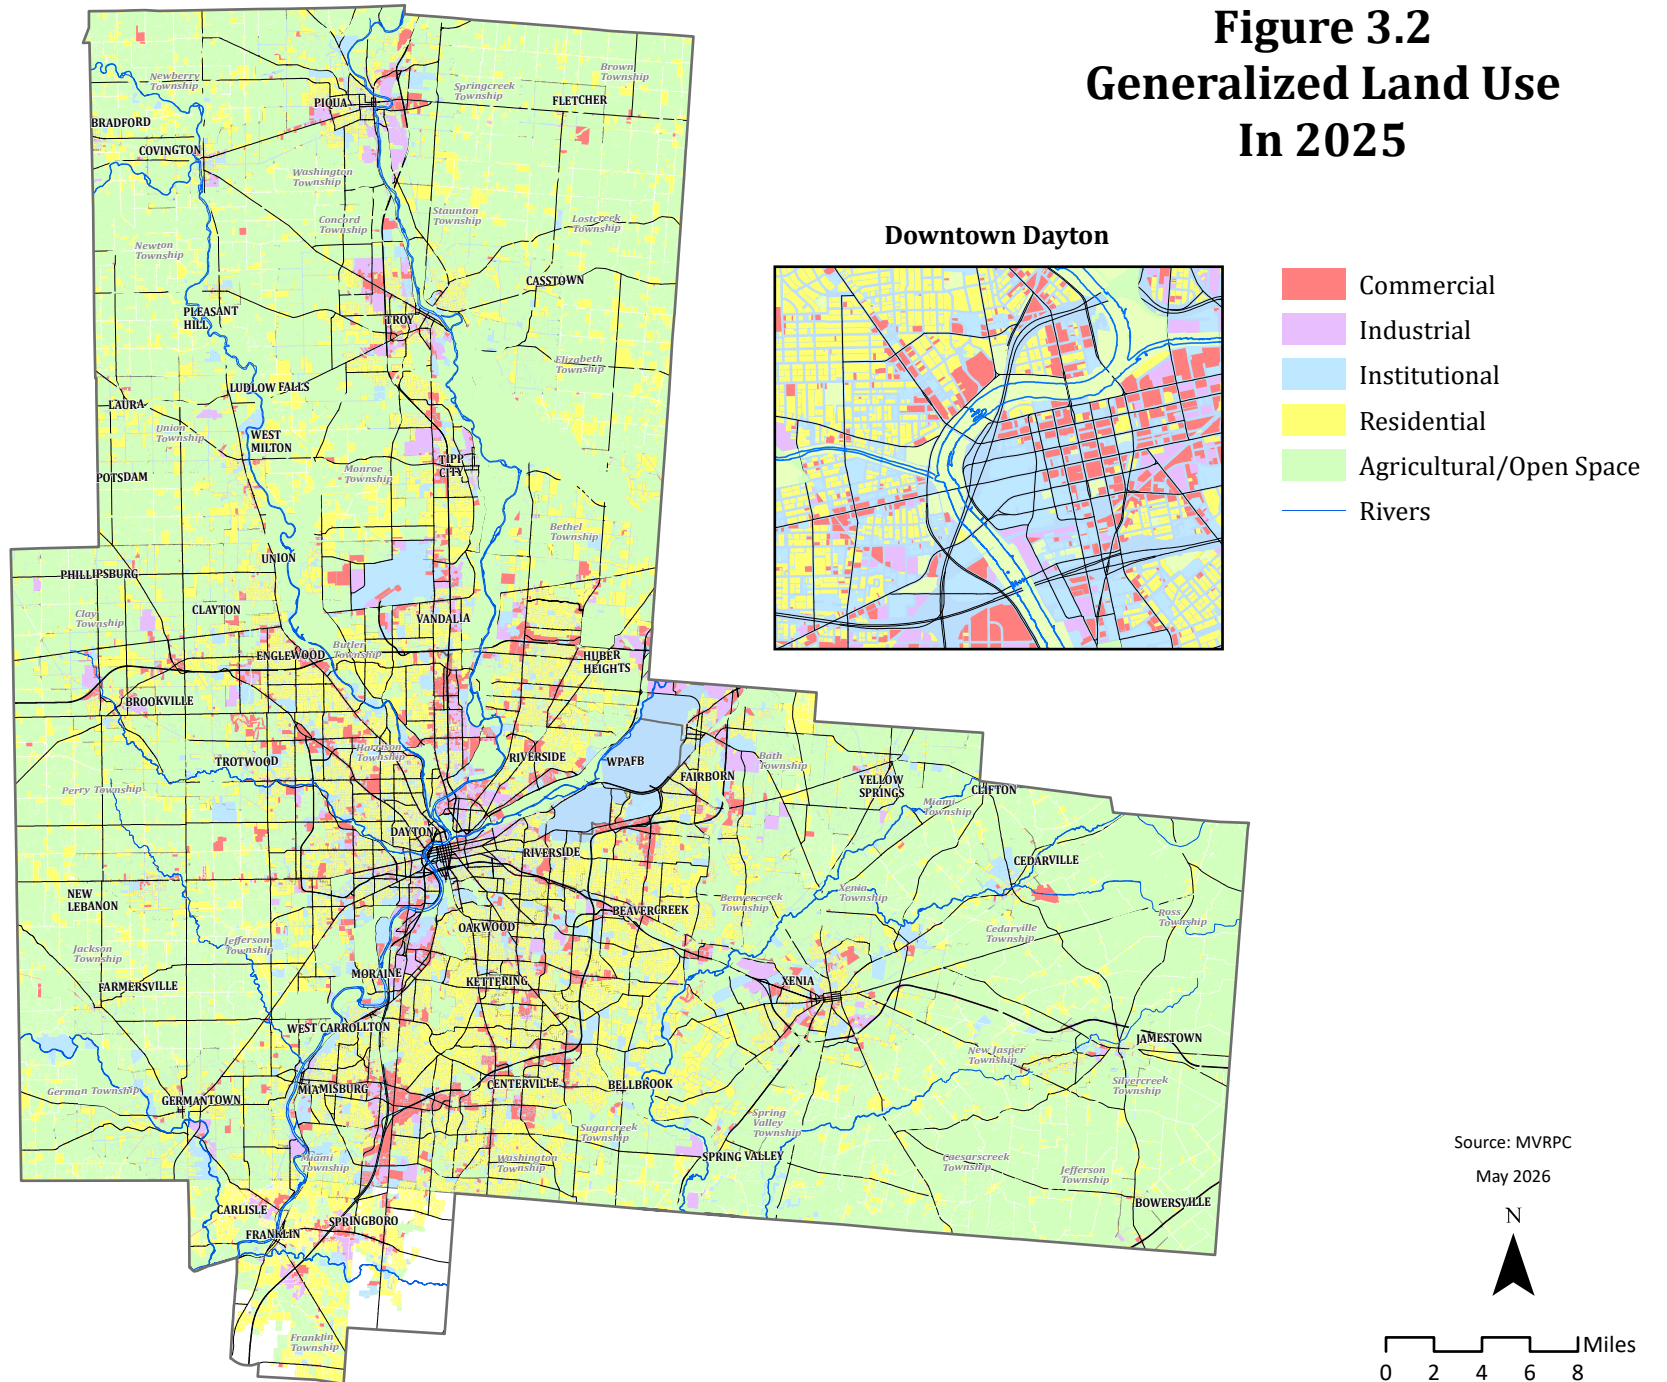 Figure 3.2
Generalized Land Use
In 2025
Downtown Dayton
Commercial
Industrial
Institutional
Residential
Agricultural/Open Space
Rivers
Newberry
Township
PIQUA
Springcreek
Township
Brown
Township
FLETCHER
BRADFORD
COVINGTON
Washington
Township
Concord
Township
Staunton
Township
Lostcreek
Township
Newton
Township
CASSTOWN
PLEASANT
HILL
TROY
Elizabeth
Township
LUDLOW FALLS
LAURA
Union
Township
WEST
MILTON
Monroe
Township
TIPP
CITY
POTSDAM
Bethel
Township
UNION
PHILLIPSBURG
Clay
Township
CLAYTON
VANDALIA
Butler
Township
ENGLEWOOD
HUBER
HEIGHTS
BROOKVILLE
Harrison
Township
TROTWOOD
RIVERSIDE
WPAFB
FAIRBORN
Bath
Township
YELLOW
SPRINGS
CLIFTON
Miami
Township
Perry Township
DAYTON
RIVERSIDE
CEDARVILLE
NEW
LEBANON
Beavercreek
Township
Xenia
Township
BEAVERCREEK
Ross
Township
OAKWOOD
Cedarville
Township
Jackson
Township
Jefferson
Township
MORAINE
KETTERING
XENIA
FARMERSVILLE
WEST CARROLLTON
JAMESTOWN
New Jasper
Township
Silvercreek
Township
German Township
GERMANTOWN
MIAMISBURG
CENTERVILLE
BELLBROOK
Spring
Valley
Township
Sugarcreek
Township
Miami
Township
Washington
Township
SPRING VALLEY
Caesarscreek
Township
Jefferson
Township
BOWERSVILLE
CARLISLE
SPRINGBORO
FRANKLIN
Franklin
Township
Source: MVRPC
May 2026
N
Miles
0 2 4 6 8